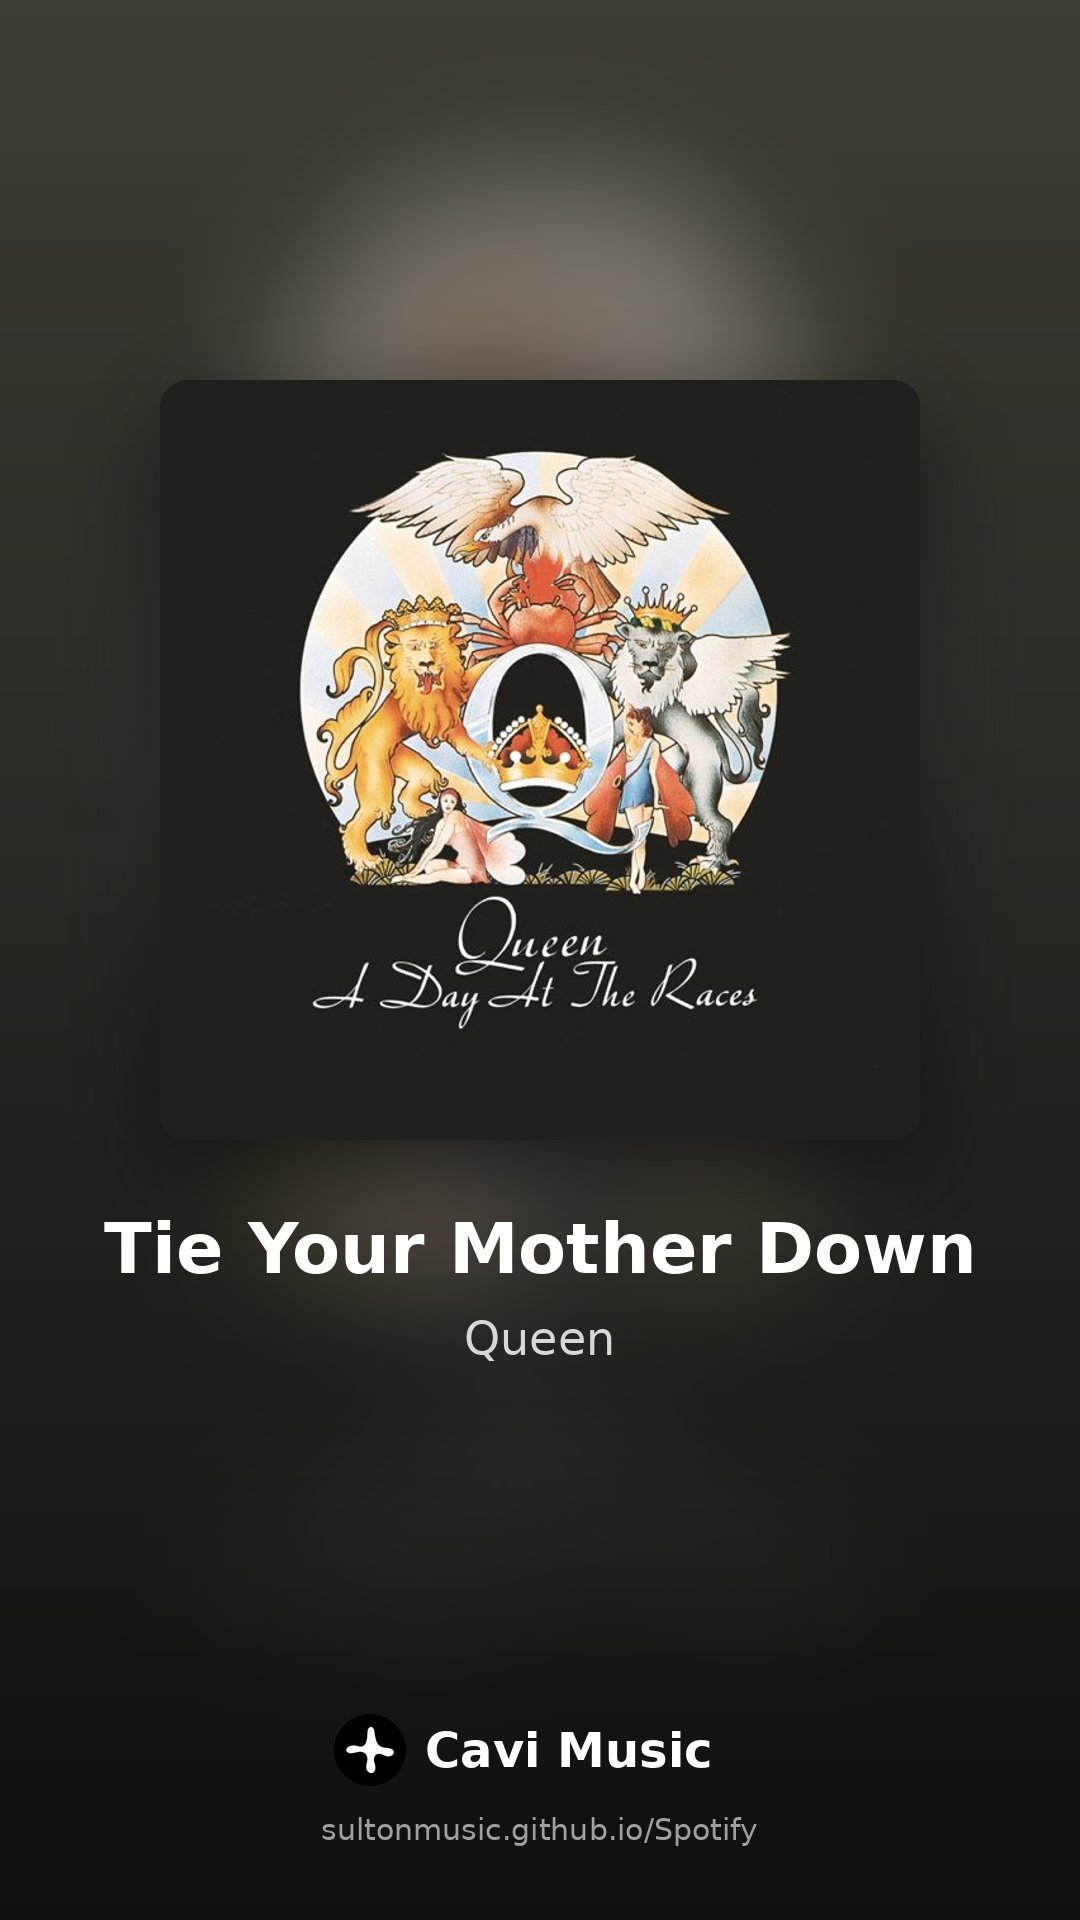 Queen
A Day At The Races
Tie Your Mother Down
Queen
Cavi Music
sultonmusic.github.io/Spotify